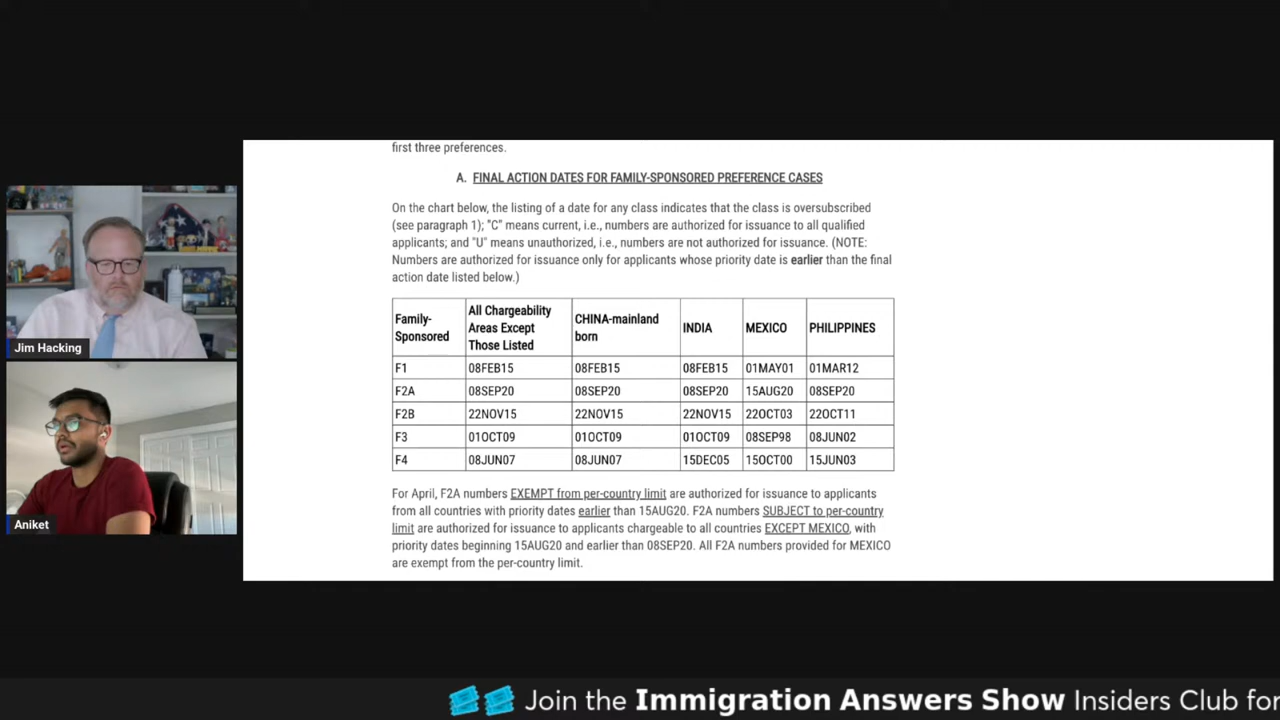 first three preferences.
A. FINAL ACTION DATES FOR FAMILY-SPONSORED PREFERENCE CASES
On the chart below, the listing of a date for any class indicates that the class is oversubscribed
(see paragraph 1); "C" means current, i.e., numbers are authorized for issuance to all qualified
applicants; and "U" means unauthorized, i.e., numbers are not authorized for issuance. (NOTE:
Numbers are authorized for issuance only for applicants whose priority date is earlier than the final
action date listed below.)
Family-Sponsored All Chargeability Areas Except Those Listed CHINA-mainland born INDIA MEXICO PHILIPPINES
F1 08FEB15 08FEB15 08FEB15 01MAY01 01MAR12
F2A 08SEP20 08SEP20 08SEP20 15AUG20 08SEP20
F2B 22NOV15 22NOV15 22NOV15 22OCT03 22OCT11
F3 01OCT09 01OCT09 01OCT09 08SEP98 08JUN02
F4 08JUN07 08JUN07 15DEC05 15OCT00 15JUN03
For April, F2A numbers EXEMPT from per-country limit are authorized for issuance to applicants
from all countries with priority dates earlier than 15AUG20. F2A numbers SUBJECT to per-country
limit are authorized for issuance to applicants chargeable to all countries EXCEPT MEXICO, with
priority dates beginning 15AUG20 and earlier than 08SEP20. All F2A numbers provided for MEXICO
are exempt from the per-country limit.
Jim Hacking
Aniket
Join the Immigration Answers Show Insiders Club for